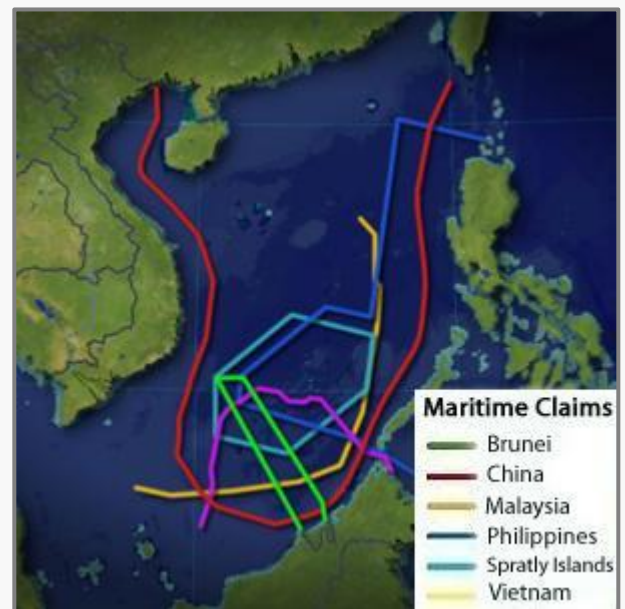 Maritime Claims
Brunei
China
Malaysia
Philippines
Spratly Islands
Vietnam